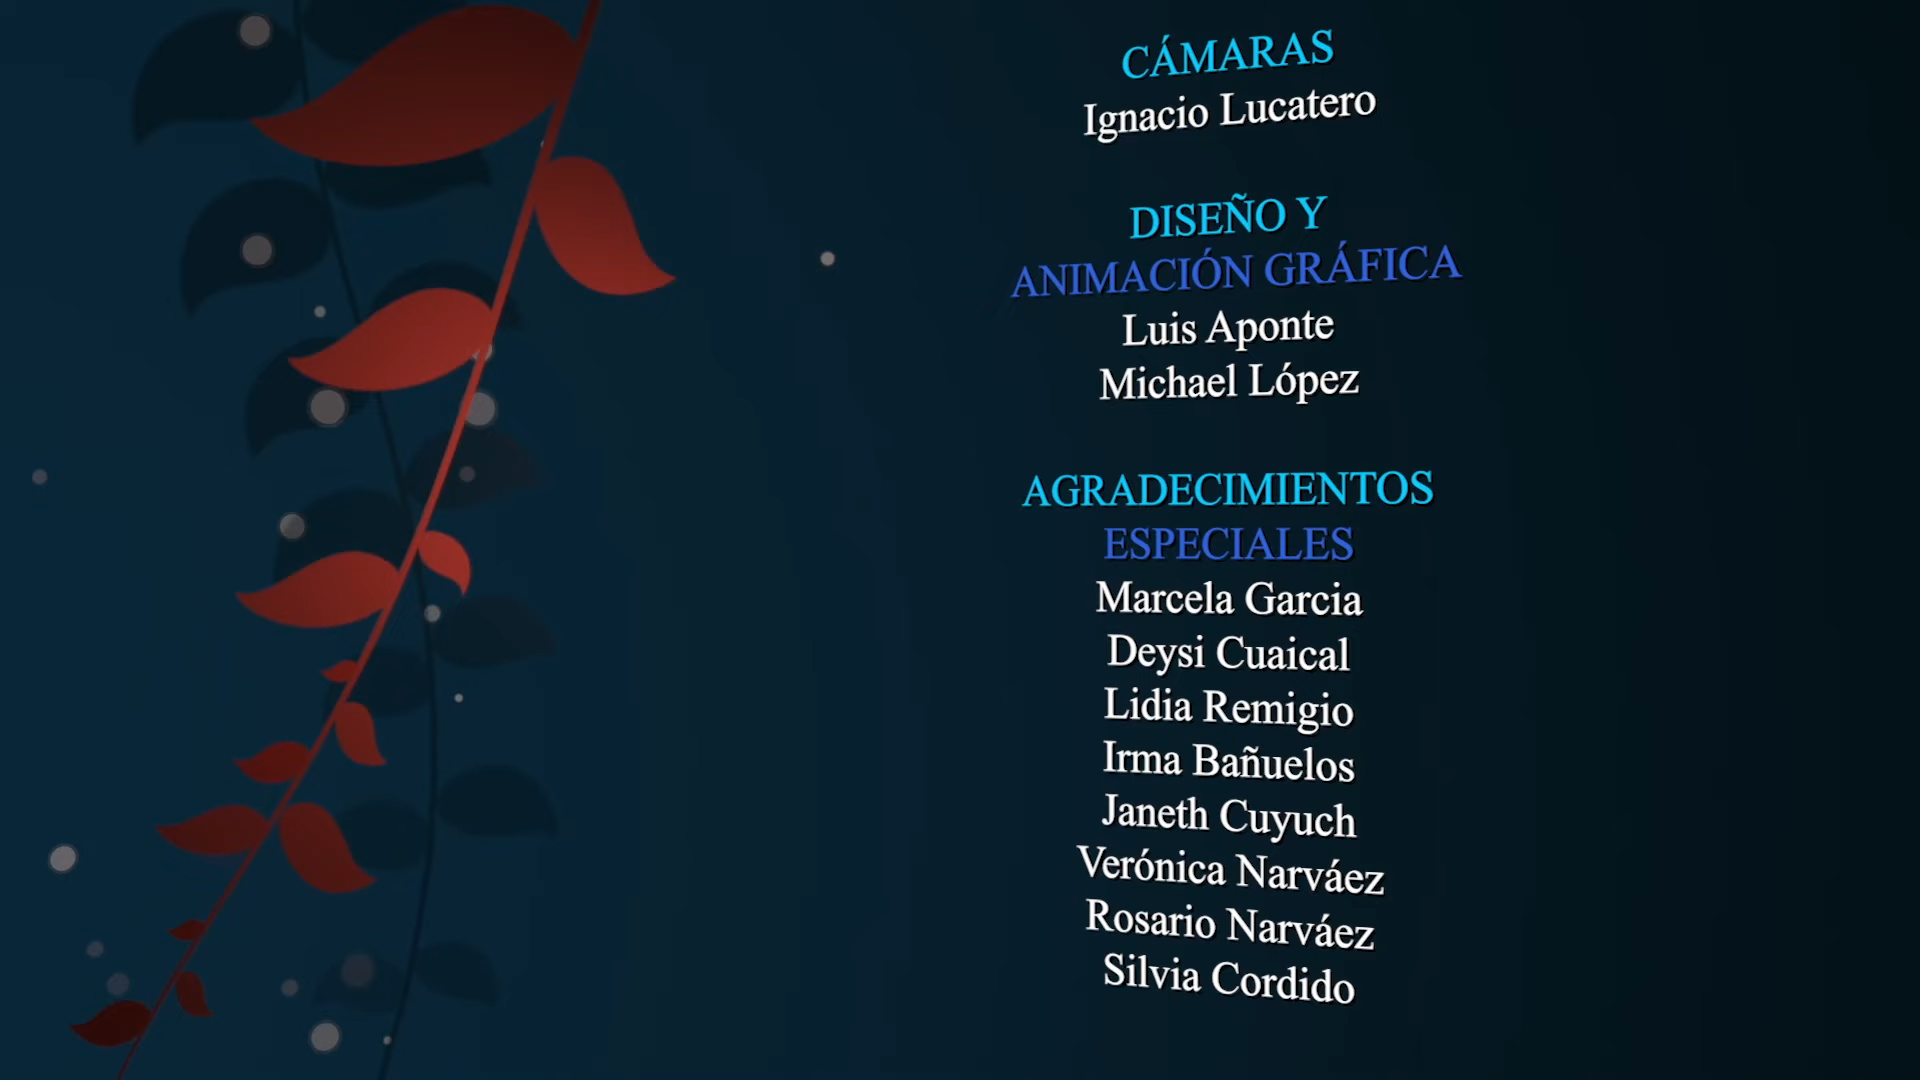 CÁMARAS
Ignacio Lucatero
DISEÑO Y
ANIMACIÓN GRÁFICA
Luis Aponte
Michael López
AGRADECIMIENTOS
ESPECIALES
Marcela Garcia
Deysi Cuaical
Lidia Remigio
Irma Bañuelos
Janeth Cuyuch
Verónica Narváez
Rosario Narváez
Silvia Cordido